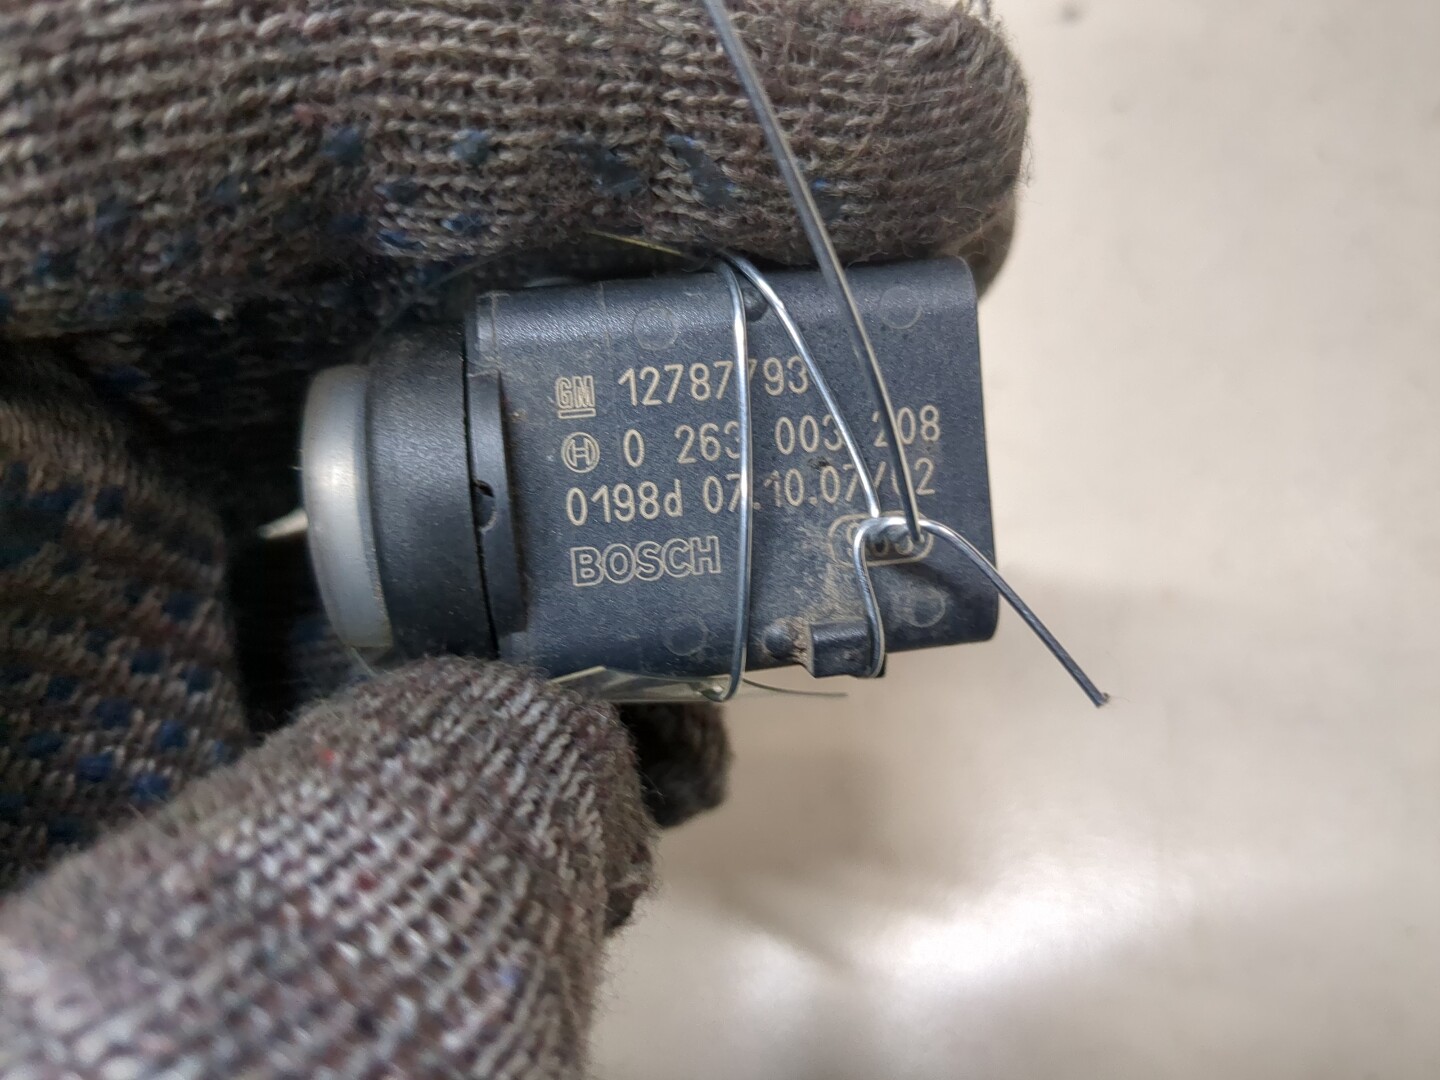 GM 12787793
0 263 003 208
0198d 07.10.07/02
BOSCH